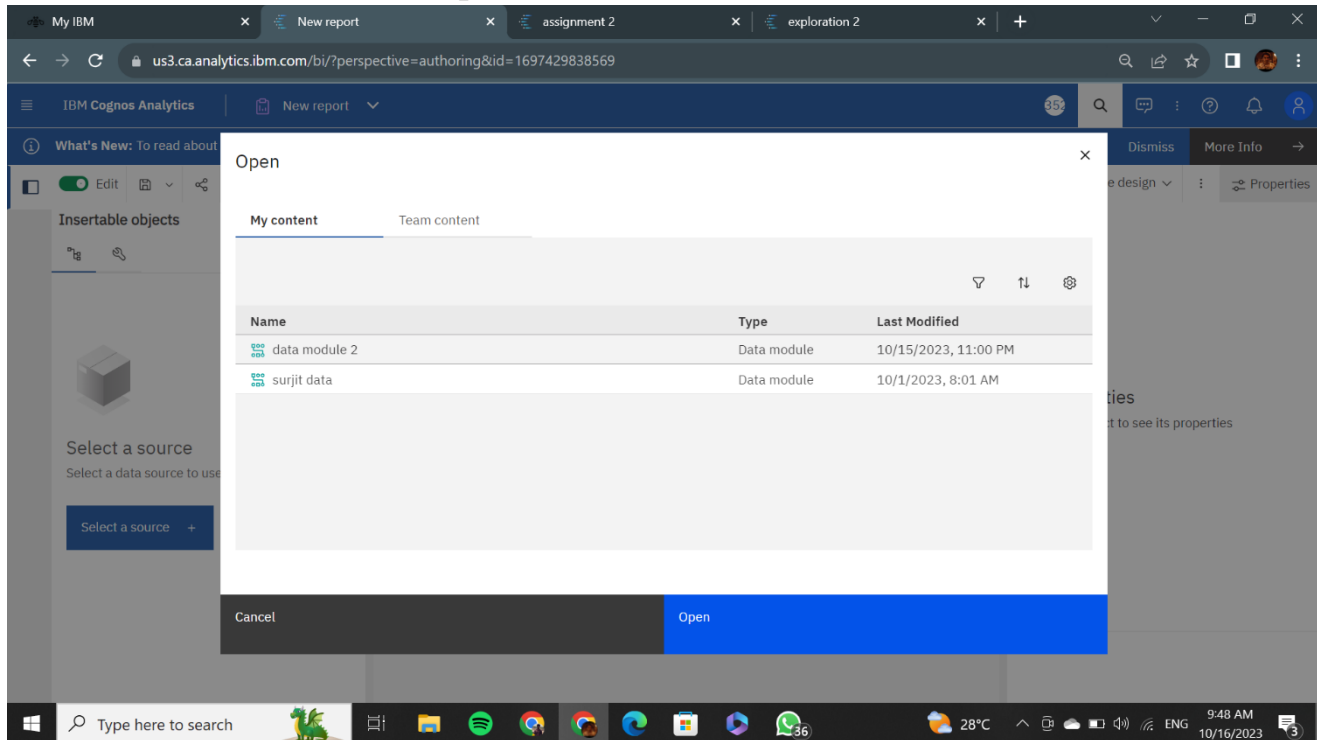 My IBM
New report
assignment 2
exploration 2
us3.ca.analytics.ibm.com/bi/?perspective=authoring&id=1697429838569
IBM Cognos Analytics
New report
352
What's New: To read about
Dismiss
More Info
Open
Edit
e design
Properties
Insertable objects
My content
Team content
Name
Type
Last Modified
data module 2
Data module
10/15/2023, 11:00 PM
surjit data
Data module
10/1/2023, 8:01 AM
ties
ct to see its properties
Select a source
Select a data source to use
Select a source +
Cancel
Open
Type here to search
36
28°C
ENG
9:48 AM
10/16/2023
3